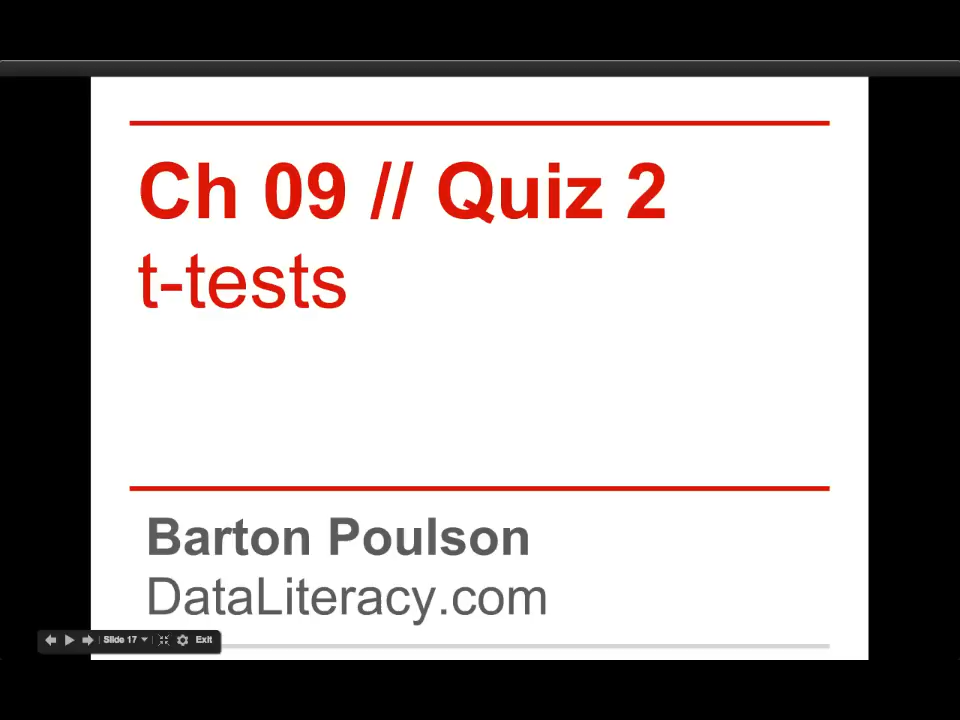 Ch 09 // Quiz 2
t-tests
Barton Poulson
DataLiteracy.com
Slide 17
Exit